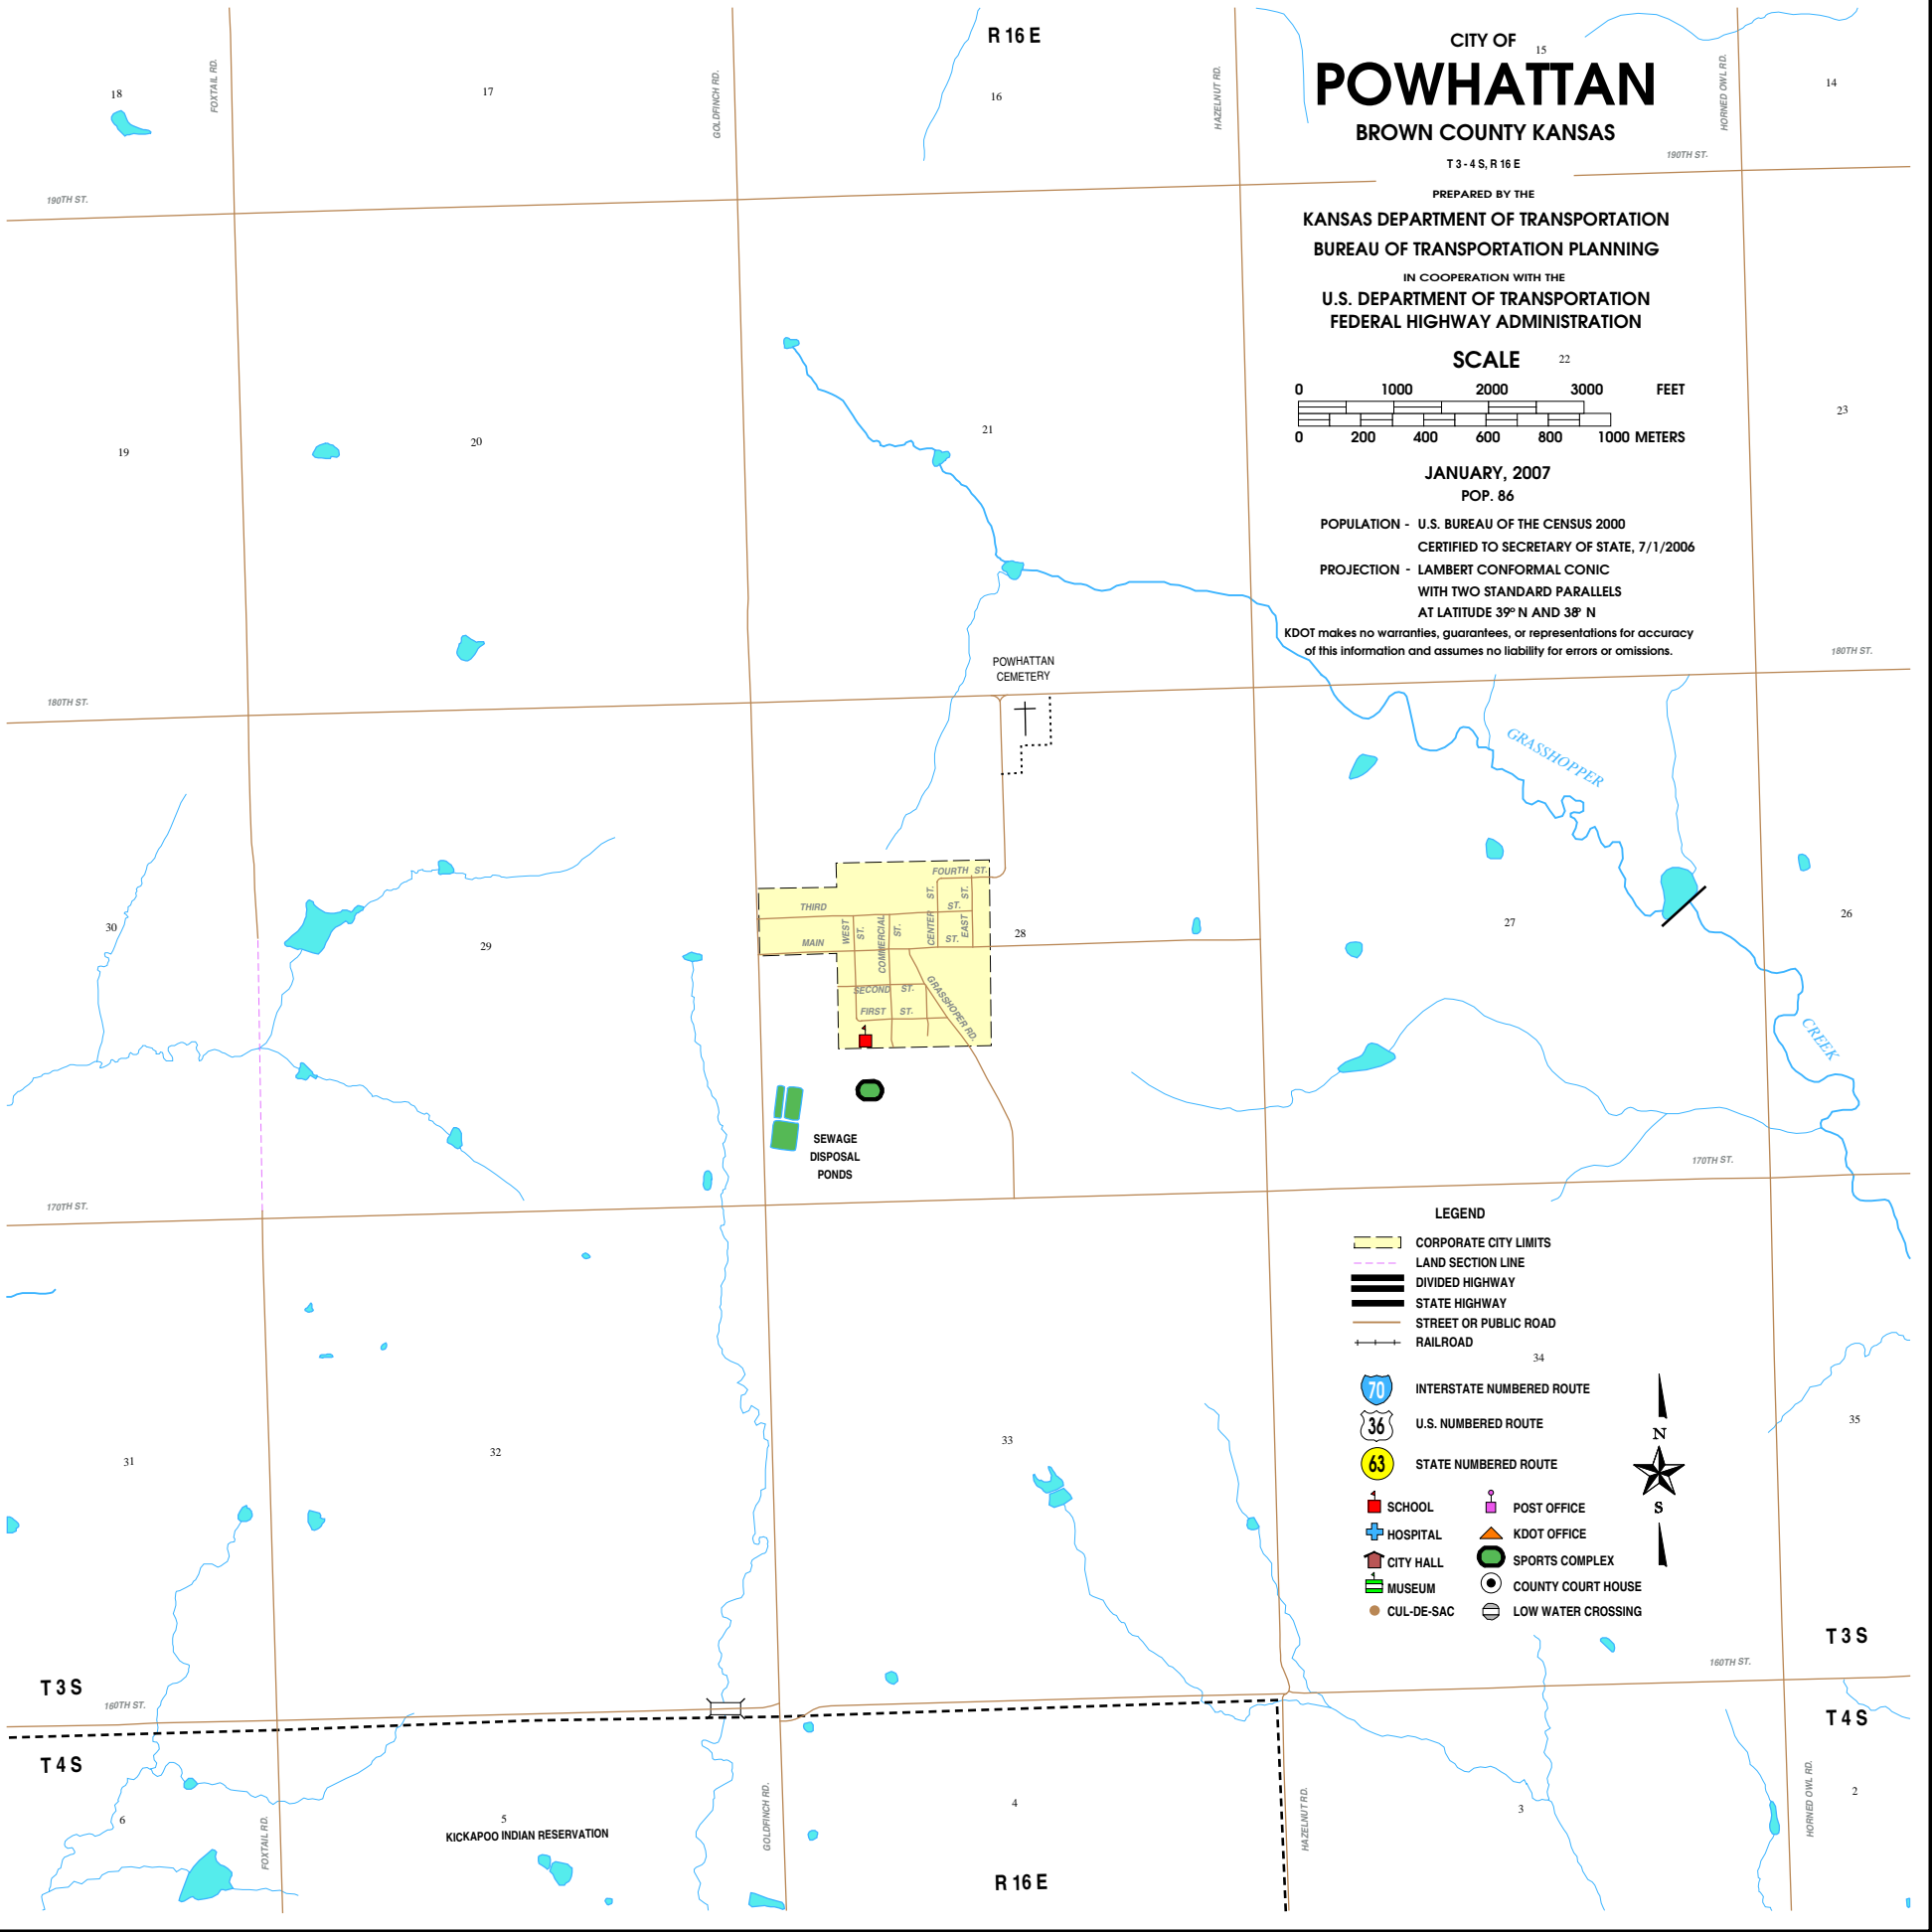 R 16 E
CITY OF
15
POWHATTAN
BROWN COUNTY KANSAS
T 3 - 4 S, R 16 E
PREPARED BY THE
KANSAS DEPARTMENT OF TRANSPORTATION
BUREAU OF TRANSPORTATION PLANNING
IN COOPERATION WITH THE
U.S. DEPARTMENT OF TRANSPORTATION
FEDERAL HIGHWAY ADMINISTRATION
SCALE
22
0 1000 2000 3000 FEET
0 200 400 600 800 1000 METERS
JANUARY, 2007
POP. 86
POPULATION - U.S. BUREAU OF THE CENSUS 2000
CERTIFIED TO SECRETARY OF STATE, 7/1/2006
PROJECTION - LAMBERT CONFORMAL CONIC
WITH TWO STANDARD PARALLELS
AT LATITUDE 39° N AND 38° N
KDOT makes no warranties, guarantees, or representations for accuracy
of this information and assumes no liability for errors or omissions.
FOXTAIL RD.
GOLDFINCH RD.
HAZELNUT RD.
HORNED OWL RD.
18
17
16
14
190TH ST.
190TH ST.
19
20
21
23
180TH ST.
180TH ST.
POWHATTAN
CEMETERY
GRASSHOPPER
CREEK
30
29
28
27
26
FOURTH ST.
THIRD
ST.
MAIN
ST.
WEST
ST.
COMMERCIAL
ST.
CENTER
ST.
EAST
ST.
SECOND ST.
FIRST ST.
GRASSHOPER RD.
SEWAGE
DISPOSAL
PONDS
170TH ST.
170TH ST.
LEGEND
CORPORATE CITY LIMITS
LAND SECTION LINE
DIVIDED HIGHWAY
STATE HIGHWAY
STREET OR PUBLIC ROAD
RAILROAD
34
70 INTERSTATE NUMBERED ROUTE
36 U.S. NUMBERED ROUTE
63 STATE NUMBERED ROUTE
SCHOOL
POST OFFICE
HOSPITAL
KDOT OFFICE
CITY HALL
SPORTS COMPLEX
MUSEUM
COUNTY COURT HOUSE
CUL-DE-SAC
LOW WATER CROSSING
N
S
31
32
33
35
T 3 S
T 3 S
160TH ST.
160TH ST.
T 4 S
T 4 S
6
5
4
3
2
KICKAPOO INDIAN RESERVATION
FOXTAIL RD.
GOLDFINCH RD.
HAZELNUT RD.
HORNED OWL RD.
R 16 E